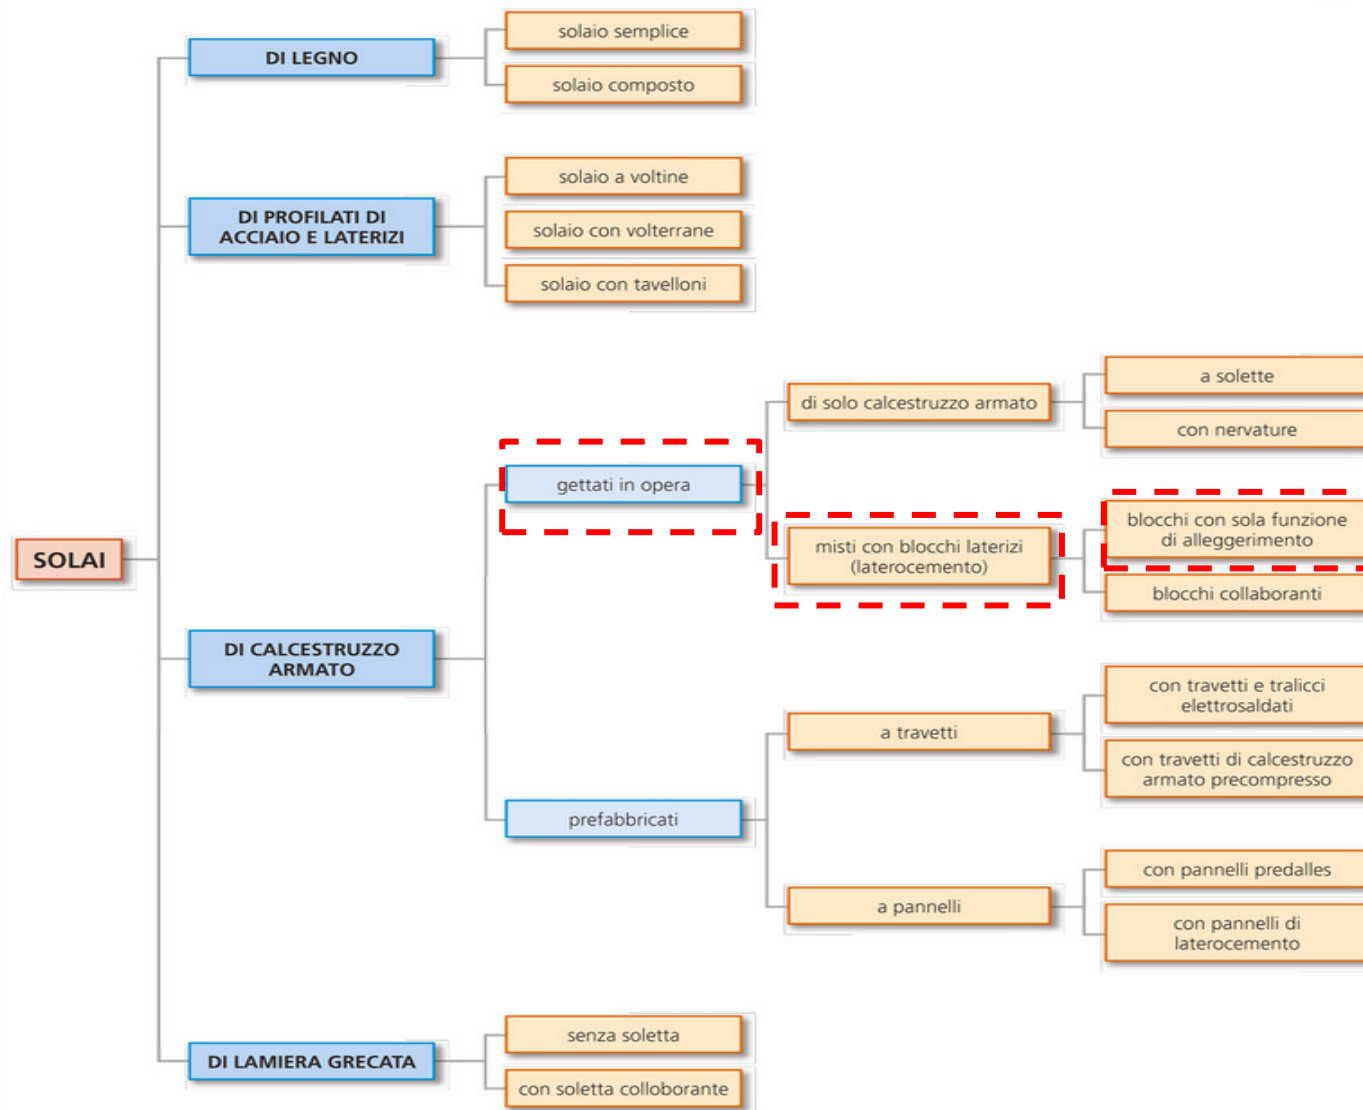 SOLAI
DI LEGNO
solaio semplice
solaio composto
DI PROFILATI DI
ACCIAIO E LATERIZI
solaio a voltine
solaio con volterrane
solaio con tavelloni
DI CALCESTRUZZO
ARMATO
gettati in opera
di solo calcestruzzo armato
a solette
con nervature
misti con blocchi laterizi
(laterocemento)
blocchi con sola funzione
di alleggerimento
blocchi collaboranti
prefabbricati
a travetti
con travetti e tralicci
elettrosaldati
con travetti di calcestruzzo
armato precompresso
a pannelli
con pannelli predalles
con pannelli di
laterocemento
DI LAMIERA GRECATA
senza soletta
con soletta colloborante